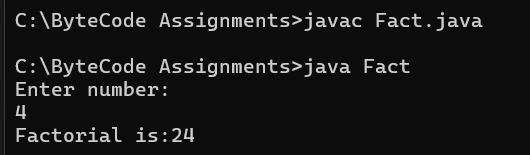 C:\ByteCode Assignments>javac Fact.java
C:\ByteCode Assignments>java Fact
Enter number:
4
Factorial is:24